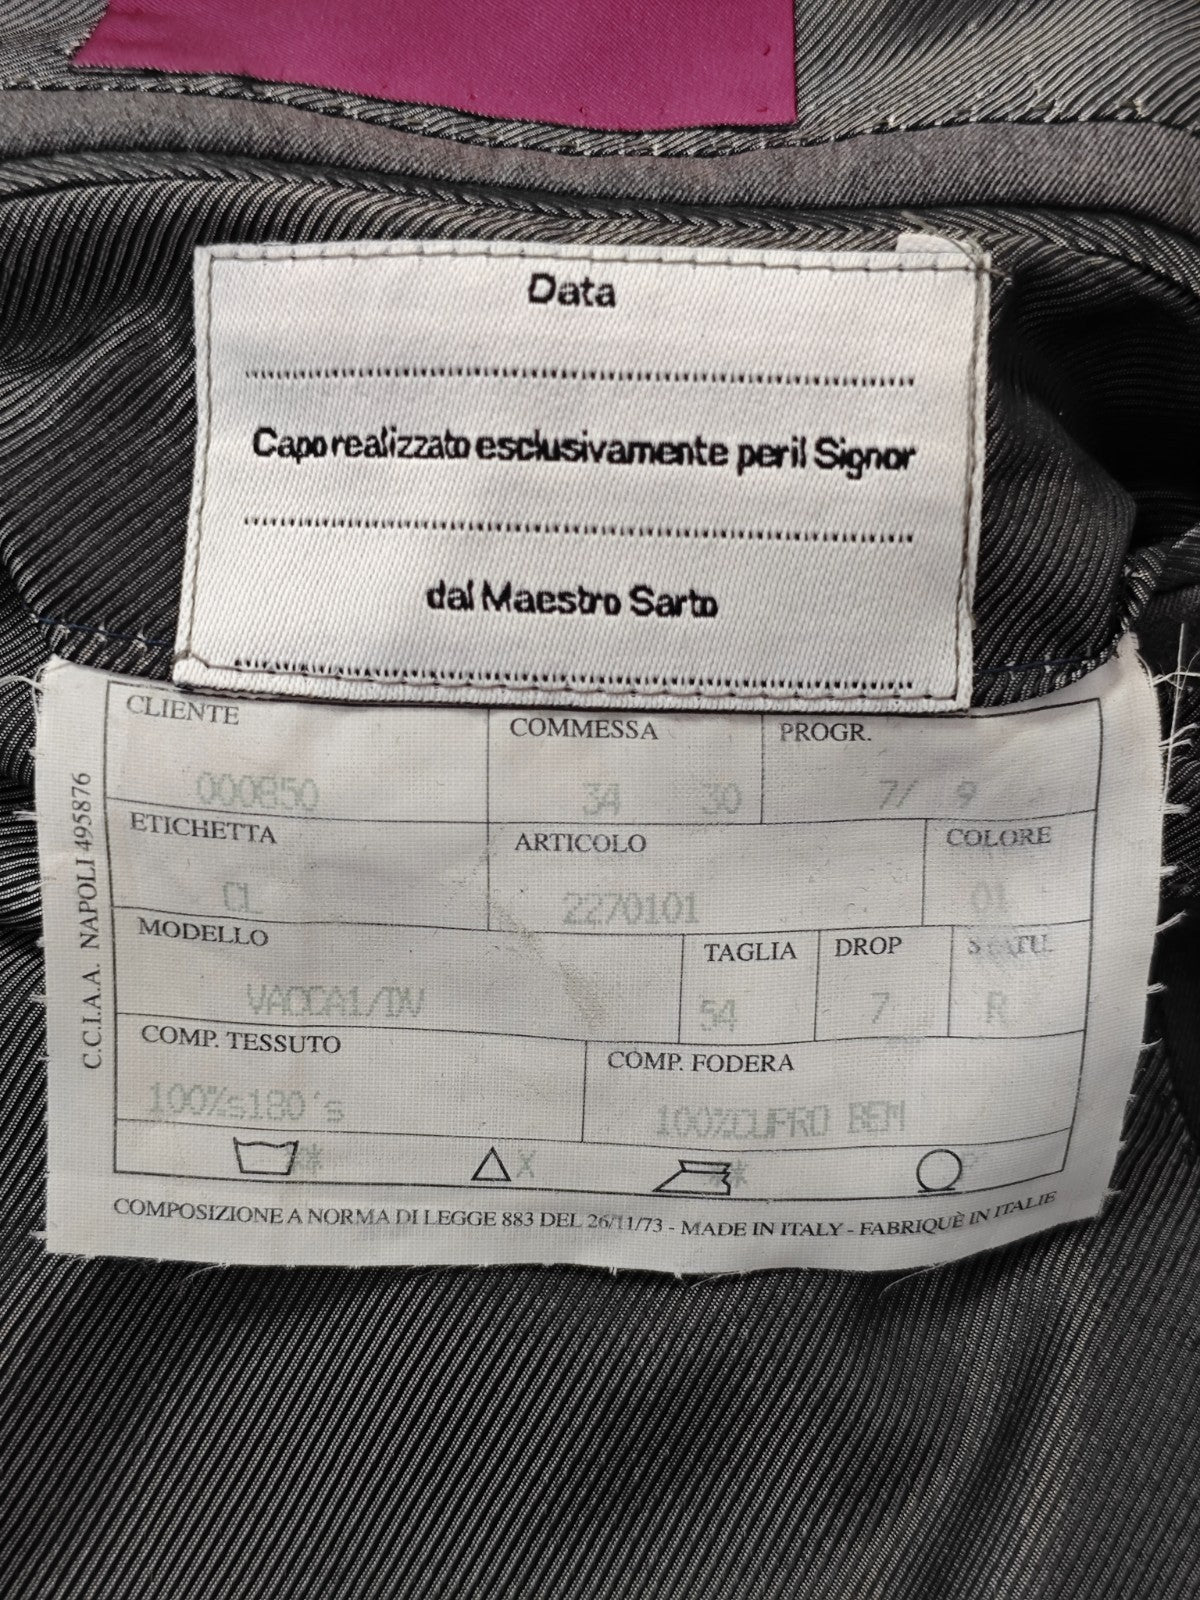 Data
Capo realizzato esclusivamente per il Signor
dal Maestro Sarto
C.C.I.A.A. NAPOLI 495876
CLIENTE COMMESSA PROGR.
000850 34 30 7/ 9
ETICHETTA ARTICOLO COLORE
CL 2270101 01
MODELLO TAGLIA DROP STATU.
VACCA1/DV 54 7 R
COMP. TESSUTO COMP. FODERA
100%s180's 100%CUPRO BEM
** X ** P
COMPOSIZIONE A NORMA DI LEGGE 883 DEL 26/11/73 - MADE IN ITALY - FABRIQUÈ IN ITALIE